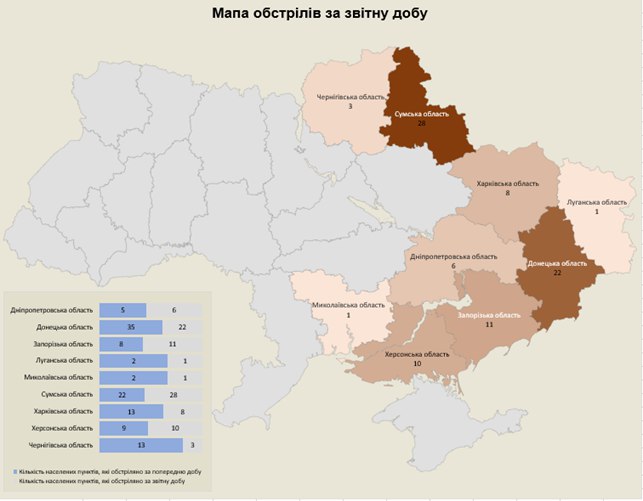 Мапа обстрілів за звітну добу
Чернігівська область
3
Сумська область
28
Харківська область
8
Луганська область
1
Дніпропетровська область
6
Донецька область
22
Миколаївська область
1
Запорізька область
11
Херсонська область
10
Дніпропетровська область 5 6
Донецька область 35 22
Запорізька область 8 11
Луганська область 2 1
Миколаївська область 2 1
Сумська область 22 28
Харківська область 13 8
Херсонська область 9 10
Чернігівська область 13 3
Кількість населених пунктів, які обстріляно за попередню добу
Кількість населених пунктів, які обстріляно за звітну добу